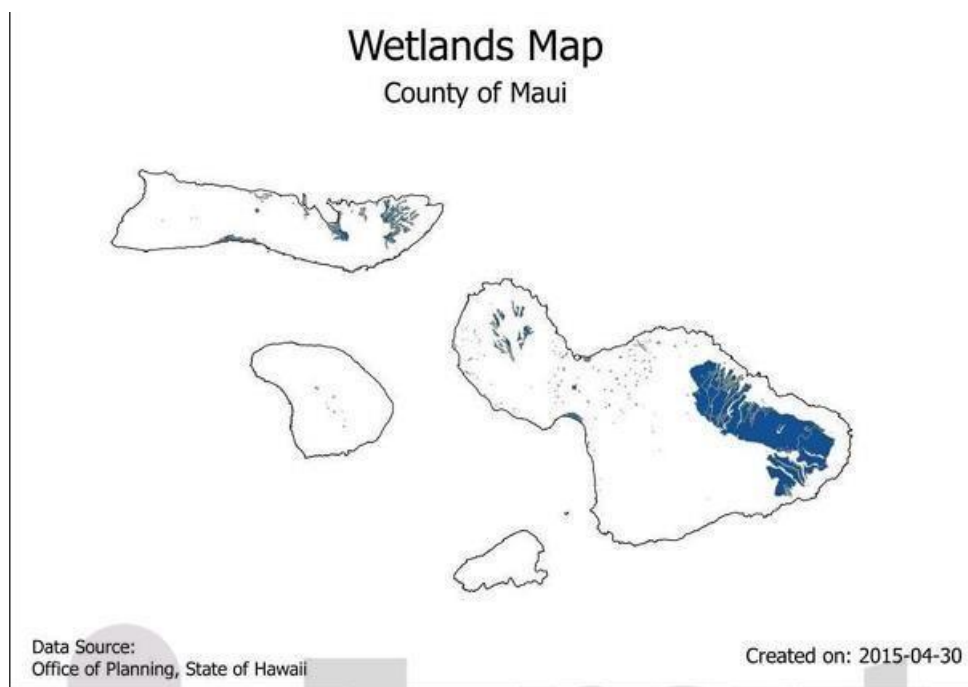 Wetlands Map
County of Maui
Data Source:
Office of Planning, State of Hawaii
Created on: 2015-04-30